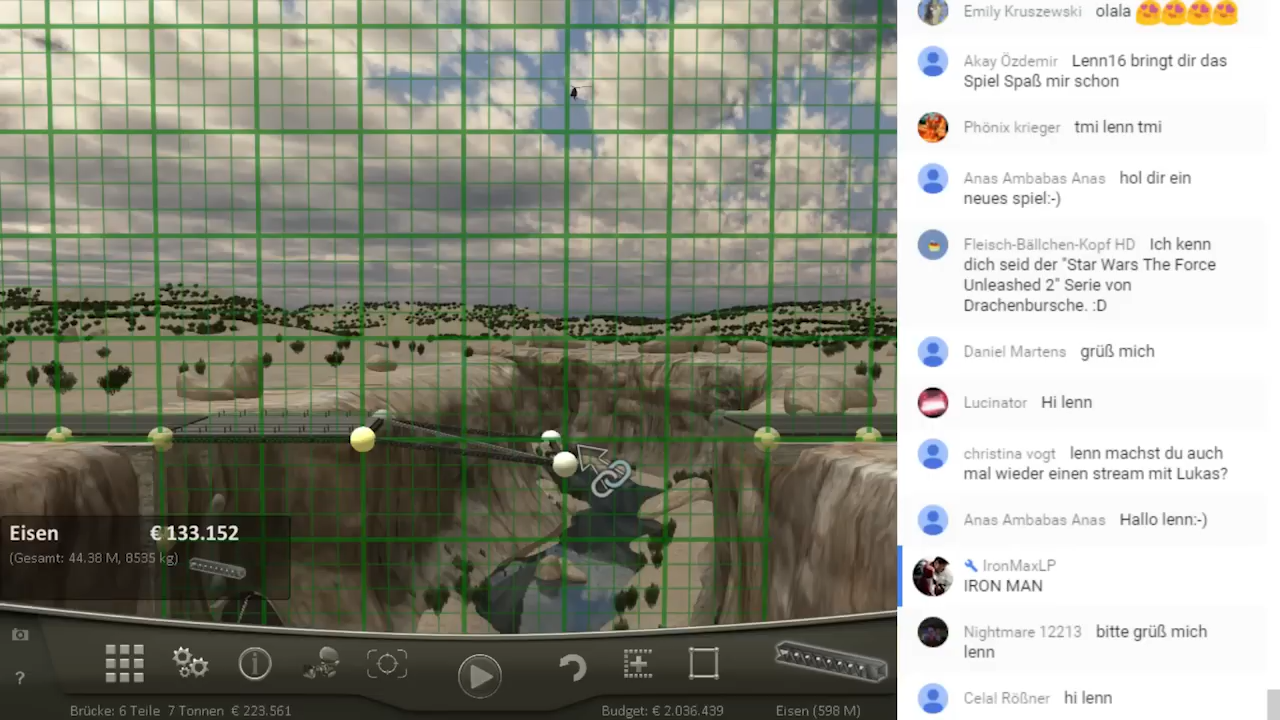 Emily Kruszewski olala 😍😍😍😍
Akay Özdemir Lenn16 bringt dir das
Spiel Spaß mir schon
Phönix krieger tmi lenn tmi
Anas Ambabas Anas hol dir ein
neues spiel:-)
Fleisch-Bällchen-Kopf HD Ich kenn
dich seid der "Star Wars The Force
Unleashed 2" Serie von
Drachenbursche. :D
Daniel Martens grüß mich
Lucinator Hi lenn
christina vogt lenn machst du auch
mal wieder einen stream mit Lukas?
Anas Ambabas Anas Hallo lenn:-)
IronMaxLP
IRON MAN
Nightmare 12213 bitte grüß mich
lenn
Celal Rößner hi lenn
Eisen € 133.152
(Gesamt: 44.38 M, 8535 kg)
?
Brücke: 6 Teile 7 Tonnen € 223.561
Budget: € 2.036.439
Eisen (598 M)